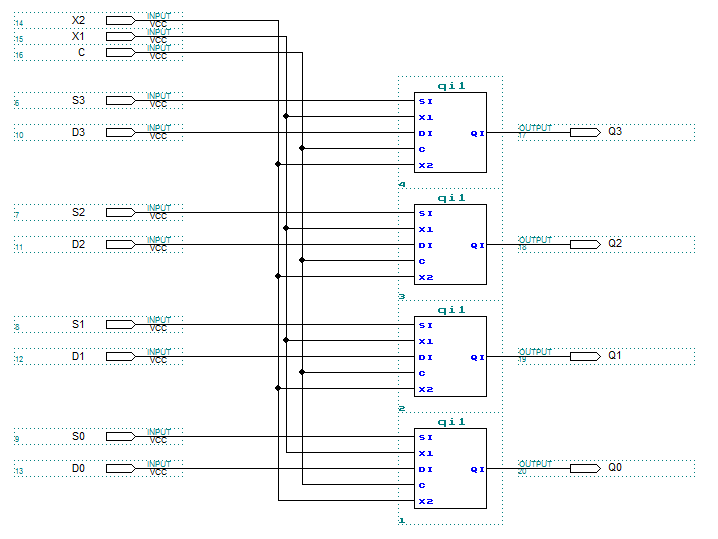 14 X2 INPUT VCC
15 X1 INPUT VCC
16 C INPUT VCC
qi1
6 S3 INPUT VCC SI
X1
10 D3 INPUT VCC DI QI OUTPUT 17 Q3
C
X2
4
qi1
7 S2 INPUT VCC SI
X1
11 D2 INPUT VCC DI QI OUTPUT 18 Q2
C
X2
3
qi1
8 S1 INPUT VCC SI
X1
12 D1 INPUT VCC DI QI OUTPUT 19 Q1
C
X2
2
qi1
9 S0 INPUT VCC SI
X1
13 D0 INPUT VCC DI QI OUTPUT 20 Q0
C
X2
1